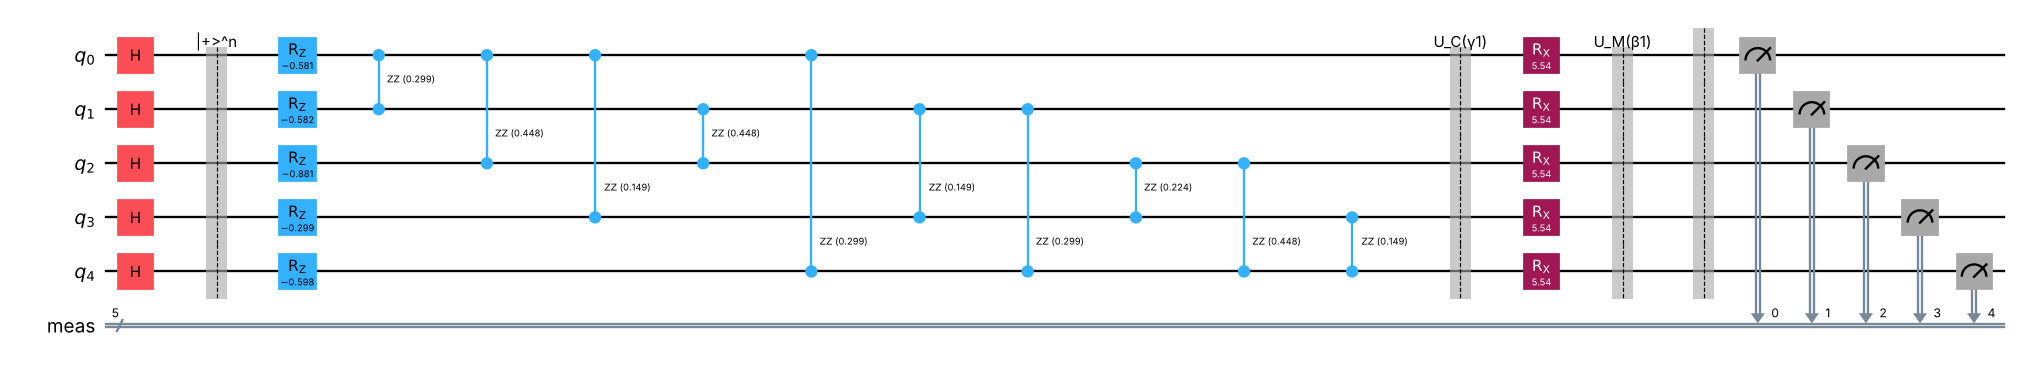 |+>^n U_C(γ1) U_M(β1)
q0 H RZ −0.581 RX 5.54
ZZ (0.299)
q1 H RZ −0.582 RX 5.54
ZZ (0.448) ZZ (0.448)
q2 H RZ −0.881 RX 5.54
ZZ (0.149) ZZ (0.149) ZZ (0.224)
q3 H RZ −0.299 RX 5.54
ZZ (0.299) ZZ (0.299) ZZ (0.448) ZZ (0.149)
q4 H RZ −0.598 RX 5.54
5 0 1 2 3 4
meas